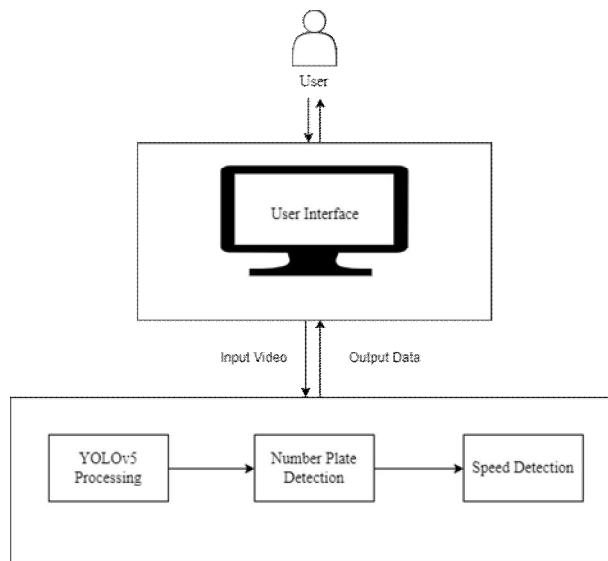 User
User Interface
Input Video
Output Data
YOLOv5
Processing
Number Plate
Detection
Speed Detection